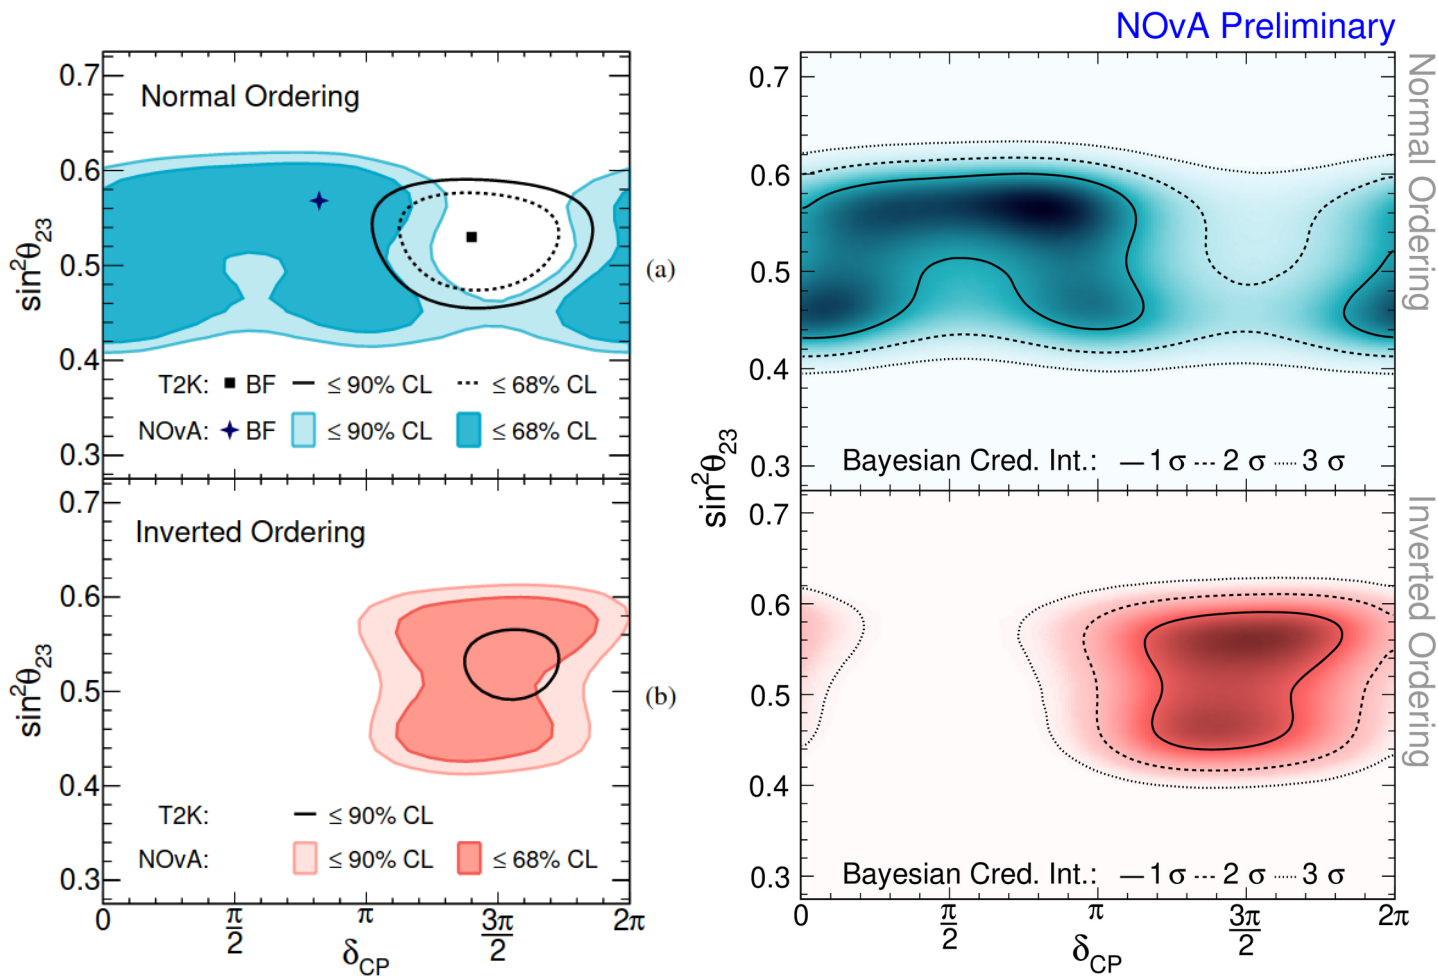 NOvA Preliminary
0.7
Normal Ordering
0.6
0.5
sin²θ₂₃
(a)
0.4
T2K: BF ≤ 90% CL ≤ 68% CL
NOvA: BF ≤ 90% CL ≤ 68% CL
0.3
0.7
Inverted Ordering
0.6
sin²θ₂₃
0.5
(b)
0.4
T2K: ≤ 90% CL
NOvA: ≤ 90% CL ≤ 68% CL
0.3
0 π/2 π 3π/2 2π
δCP
0.7
Normal Ordering
0.6
0.5
0.4
Bayesian Cred. Int.: 1 σ 2 σ 3 σ
0.3
sin²θ₂₃
0.7
Inverted Ordering
0.6
0.5
0.4
Bayesian Cred. Int.: 1 σ 2 σ 3 σ
0.3
0 π/2 π 3π/2 2π
δCP